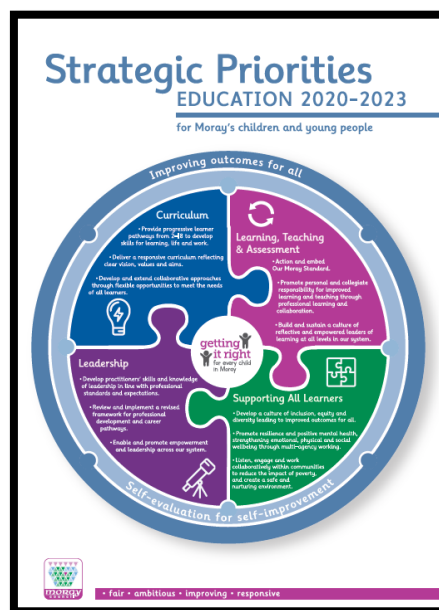 Strategic Priorities
EDUCATION 2020–2023
for Moray's children and young people
Improving outcomes for all
Curriculum
• Provide progressive learner
pathways from 2-18 to develop
skills for learning, life and work.
• Deliver a responsive curriculum reflecting
clear vision, values and aims.
• Develop and extend collaborative approaches
through flexible opportunities to meet the needs
of all learners.
Learning, Teaching
& Assessment
• Action and embed
Our Moray Standard.
• Promote personal and collegiate
responsibility for improved
learning and teaching through
professional learning and
collaboration.
• Build and sustain a culture of
reflective and empowered leaders of
learning at all levels in our system.
getting
it right
for every child
in Moray
Leadership
• Develop practitioners' skills and knowledge
of leadership in line with professional
standards and expectations.
• Review and implement a revised
framework for professional
development and career
pathways.
• Enable and promote empowerment
and leadership across our system.
Supporting All Learners
• Develop a culture of inclusion, equity and
diversity leading to improved outcomes for all.
• Promote resilience and positive mental health,
strengthening emotional, physical and social
wellbeing through multi-agency working.
• Listen, engage and work
collaboratively within communities
to reduce the impact of poverty,
and create a safe and
nurturing environment.
Self-evaluation for self-improvement
moray
• fair • ambitious • improving • responsive